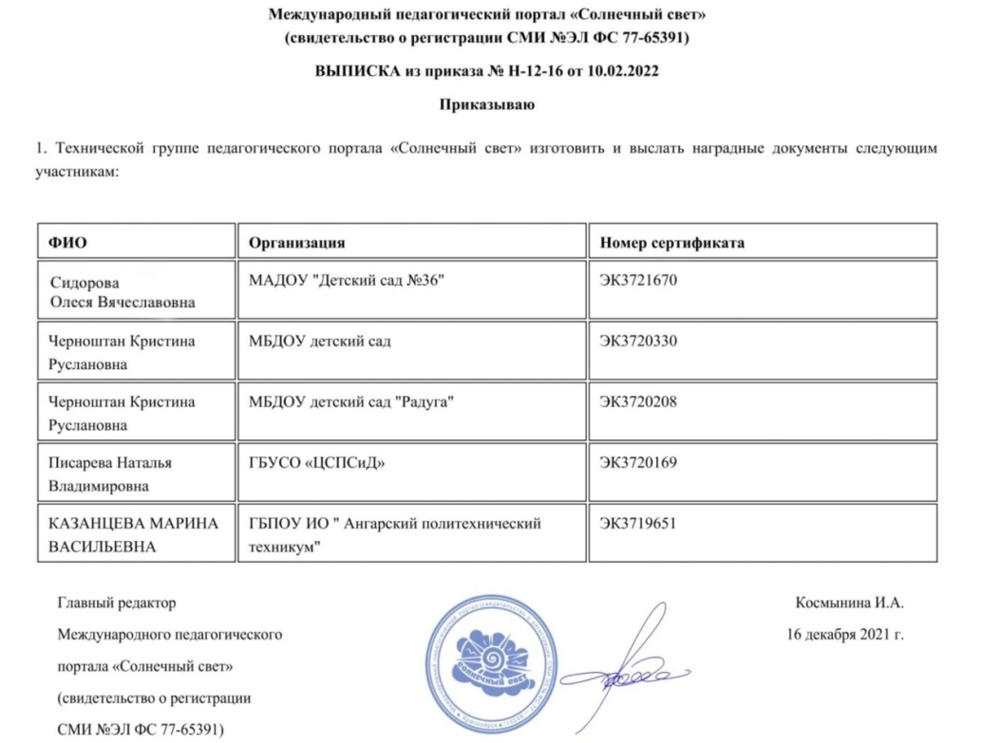 Международный педагогический портал «Солнечный свет»
(свидетельство о регистрации СМИ №ЭЛ ФС 77-65391)
ВЫПИСКА из приказа № Н-12-16 от 10.02.2022
Приказываю
1. Технической группе педагогического портала «Солнечный свет» изготовить и выслать наградные документы следующим
участникам:
ФИО Организация Номер сертификата
Сидорова МАДОУ "Детский сад №36" ЭК3721670
Олеся Вячеславовна
Черноштан Кристина МБДОУ детский сад ЭК3720330
Руслановна
Черноштан Кристина МБДОУ детский сад "Радуга" ЭК3720208
Руслановна
Писарева Наталья ГБУСО «ЦСПСиД» ЭК3720169
Владимировна
КАЗАНЦЕВА МАРИНА ГБПОУ ИО " Ангарский политехнический ЭК3719651
ВАСИЛЬЕВНА техникум"
Главный редактор Космынина И.А.
Международного педагогического 16 декабря 2021 г.
портала «Солнечный свет»
(свидетельство о регистрации
СМИ №ЭЛ ФС 77-65391)
СОЛНЕЧНЫЙ СВЕТ